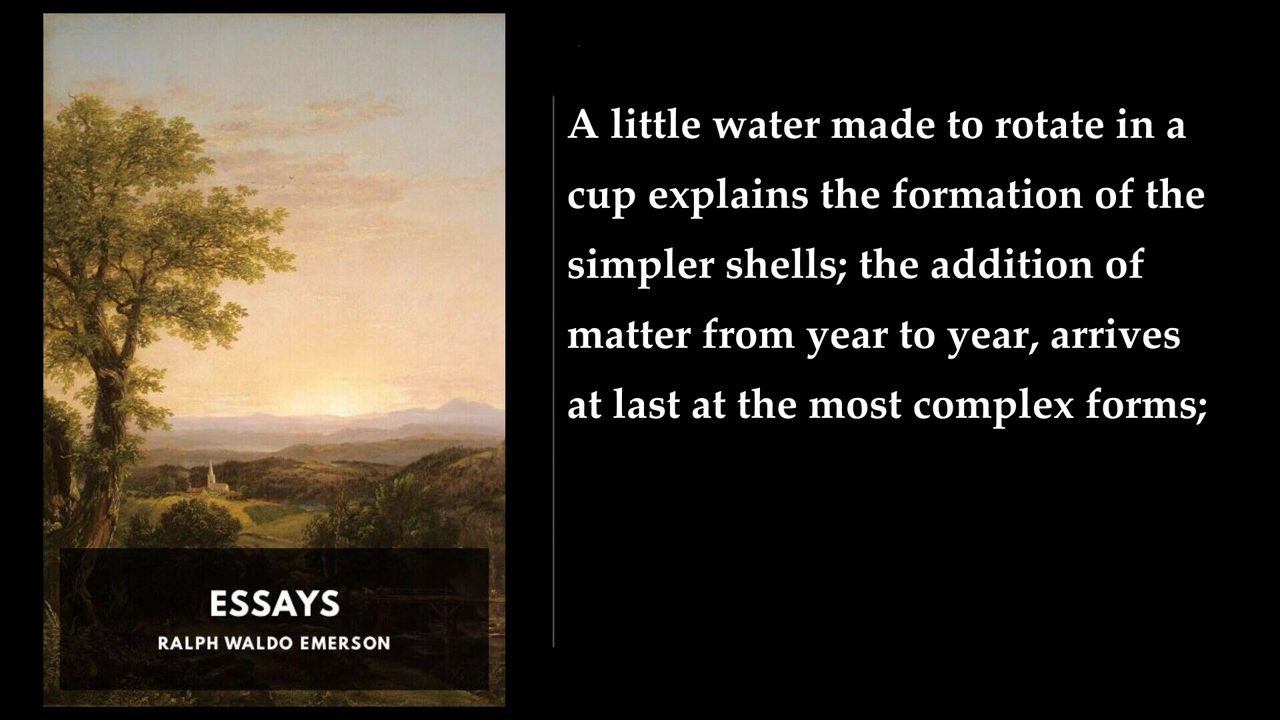 ESSAYS
RALPH WALDO EMERSON
A little water made to rotate in a
cup explains the formation of the
simpler shells; the addition of
matter from year to year, arrives
at last at the most complex forms;